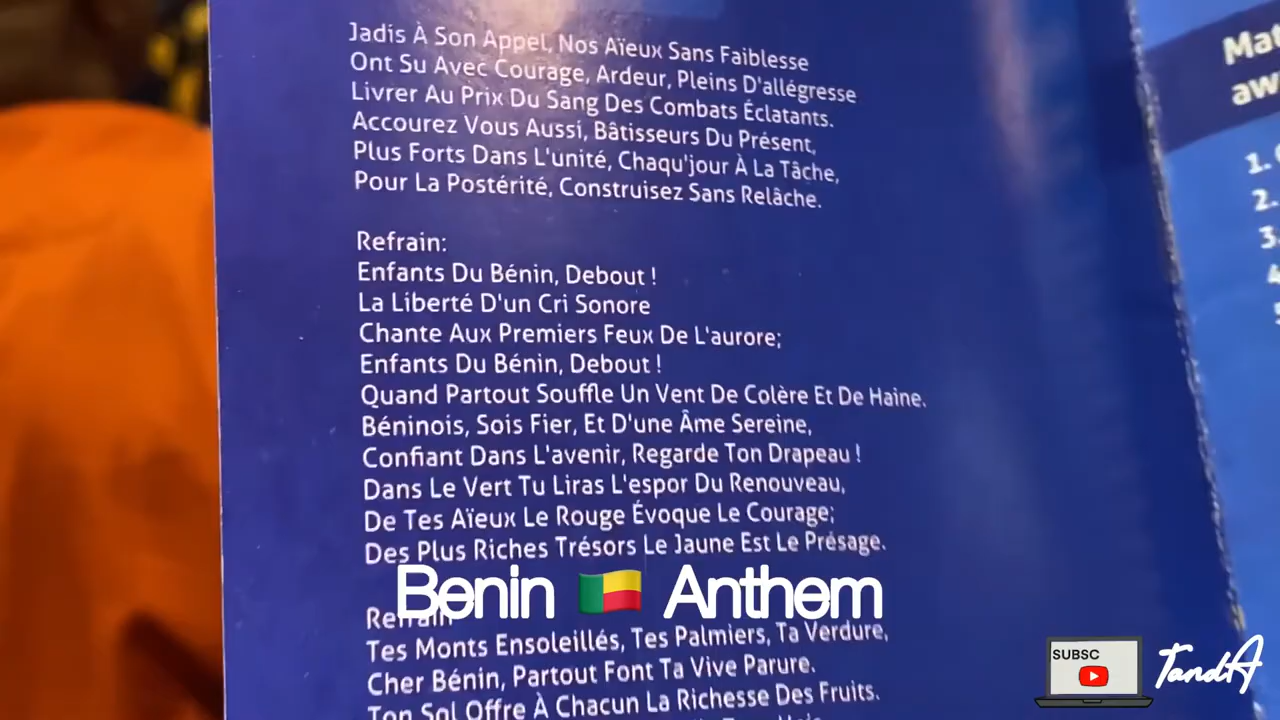 Jadis À Son Appel, Nos Aïeux Sans Faiblesse
Ont Su Avec Courage, Ardeur, Pleins D'allégresse
Livrer Au Prix Du Sang Des Combats Éclatants.
Accourez Vous Aussi, Bâtisseurs Du Présent,
Plus Forts Dans L'unité, Chaqu'jour À La Tâche,
Pour La Postérité, Construisez Sans Relâche.
Refrain:
Enfants Du Bénin, Debout !
La Liberté D'un Cri Sonore
Chante Aux Premiers Feux De L'aurore;
Enfants Du Bénin, Debout !
Quand Partout Souffle Un Vent De Colère Et De Haine.
Béninois, Sois Fier, Et D'une Âme Sereine,
Confiant Dans L'avenir, Regarde Ton Drapeau !
Dans Le Vert Tu Liras L'espor Du Renouveau,
De Tes Aïeux Le Rouge Évoque Le Courage;
Des Plus Riches Trésors Le Jaune Est Le Présage.
Benin Anthem
Refrain
Tes Monts Ensoleillés, Tes Palmiers, Ta Verdure,
Cher Bénin, Partout Font Ta Vive Parure.
Ton Sol Offre À Chacun La Richesse Des Fruits.
Mat
aw
1.
2.
3
SUBSC
TandA